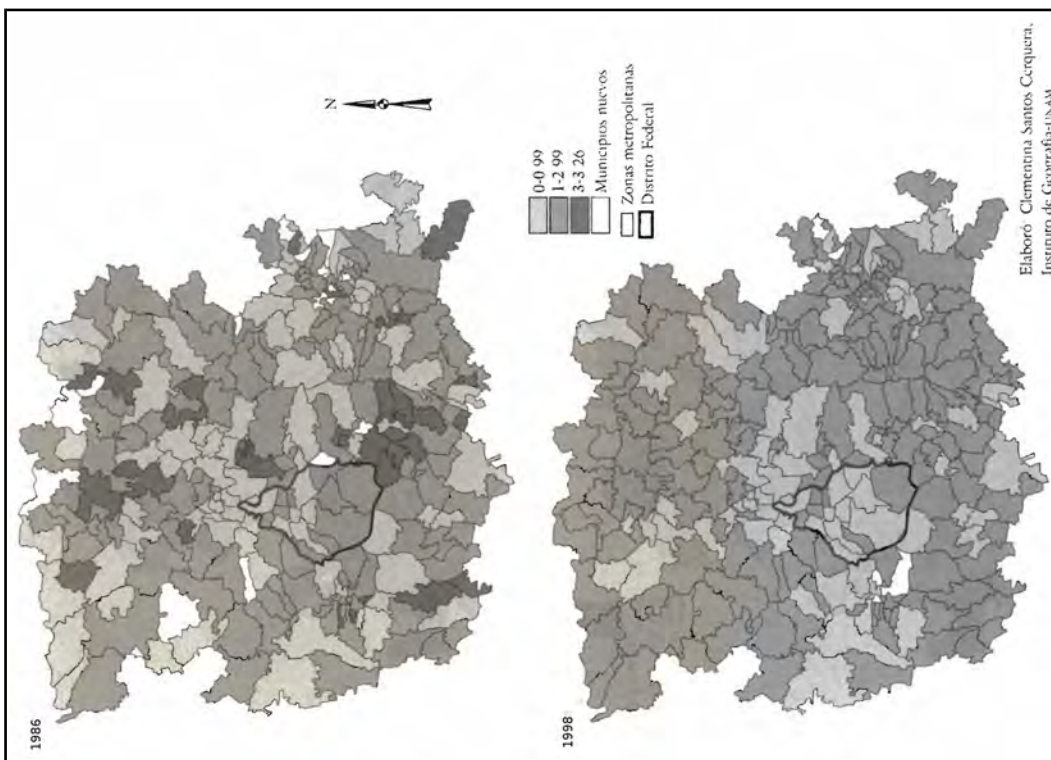 1986
N
0-0 99
1-2 99
3-3 26
Municipios nuevos
Zonas metropolitanas
Distrito Federal
1998
Elaboró Clementina Santos Cerquera,
Instituto de Geografía-UNAM